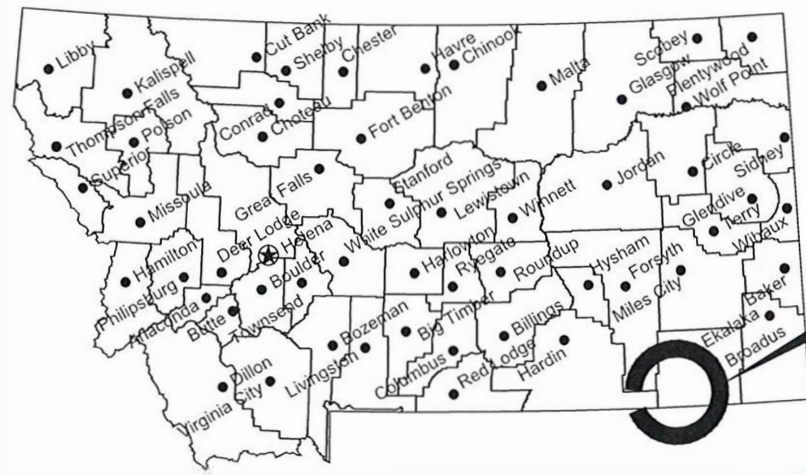 Libby
Kalispell
Cut Bank
Shelby
Chester
Havre
Chinook
Malta
Scobey
Glasgow
Plentywood
Wolf Point
Thompson Falls
Polson
Superior
Conrad
Choteau
Fort Benton
Great Falls
Stanford
Lewistown
Winnett
Jordan
Circle
Sidney
Missoula
Deer Lodge
Helena
White Sulphur Springs
Glendive
Terry
Wibaux
Hamilton
Philipsburg
Anaconda
Butte
Boulder
Townsend
Harlowton
Ryegate
Roundup
Hysham
Forsyth
Miles City
Baker
Ekalaka
Broadus
Bozeman
Livingston
Big Timber
Columbus
Billings
Red Lodge
Hardin
Dillon
Virginia City